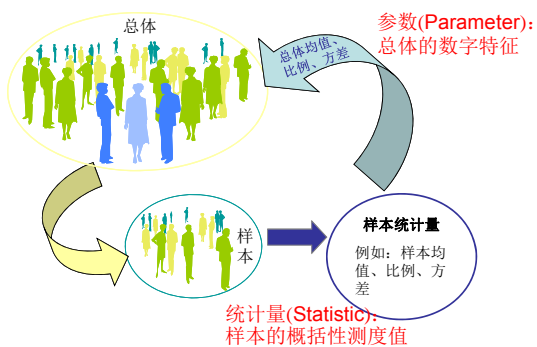 总体
参数(Parameter)：
总体的数字特征
总体均值、
比例、方差
样
本
样本统计量
例如：样本均
值、比例、方
差
统计量(Statistic)：
样本的概括性测度值